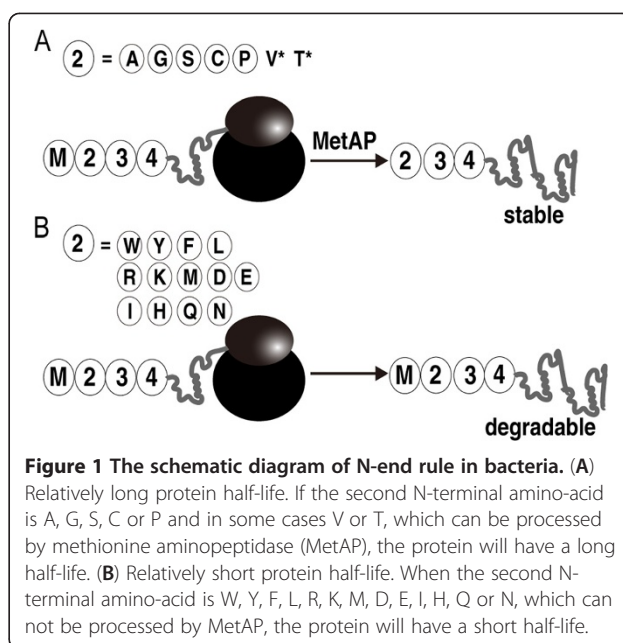 A
2 = A G S C P V* T*
M 2 3 4
MetAP
2 3 4
stable
B
2 = W Y F L
R K M D E
I H Q N
M 2 3 4
M 2 3 4
degradable
Figure 1 The schematic diagram of N-end rule in bacteria. (A)
Relatively long protein half-life. If the second N-terminal amino-acid
is A, G, S, C or P and in some cases V or T, which can be processed
by methionine aminopeptidase (MetAP), the protein will have a long
half-life. (B) Relatively short protein half-life. When the second N-
terminal amino-acid is W, Y, F, L, R, K, M, D, E, I, H, Q or N, which can
not be processed by MetAP, the protein will have a short half-life.